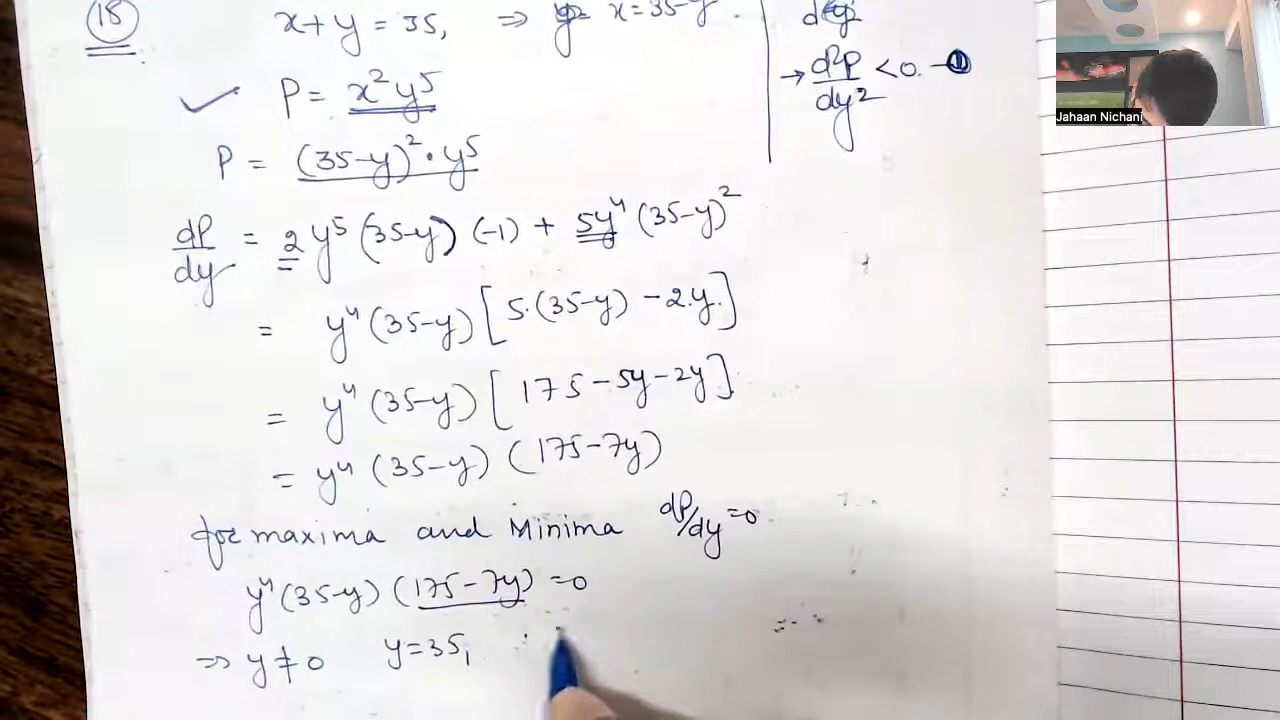 (18) x+y = 35, ⇒ x=35-y.
→ d²P/dy² < 0. — ①
P = x²y⁵
P = (35-y)²·y⁵
dP/dy = 2y⁵(35-y)(-1) + 5y⁴(35-y)²
= y⁴(35-y)[5.(35-y) - 2.y.]
= y⁴(35-y)[175-5y-2y].
= y⁴(35-y)(175-7y)
for maxima and Minima dP/dy=0
y⁴(35-y)(175-7y) =0
⇒ y≠0 y=35,
Jahaan Nichani